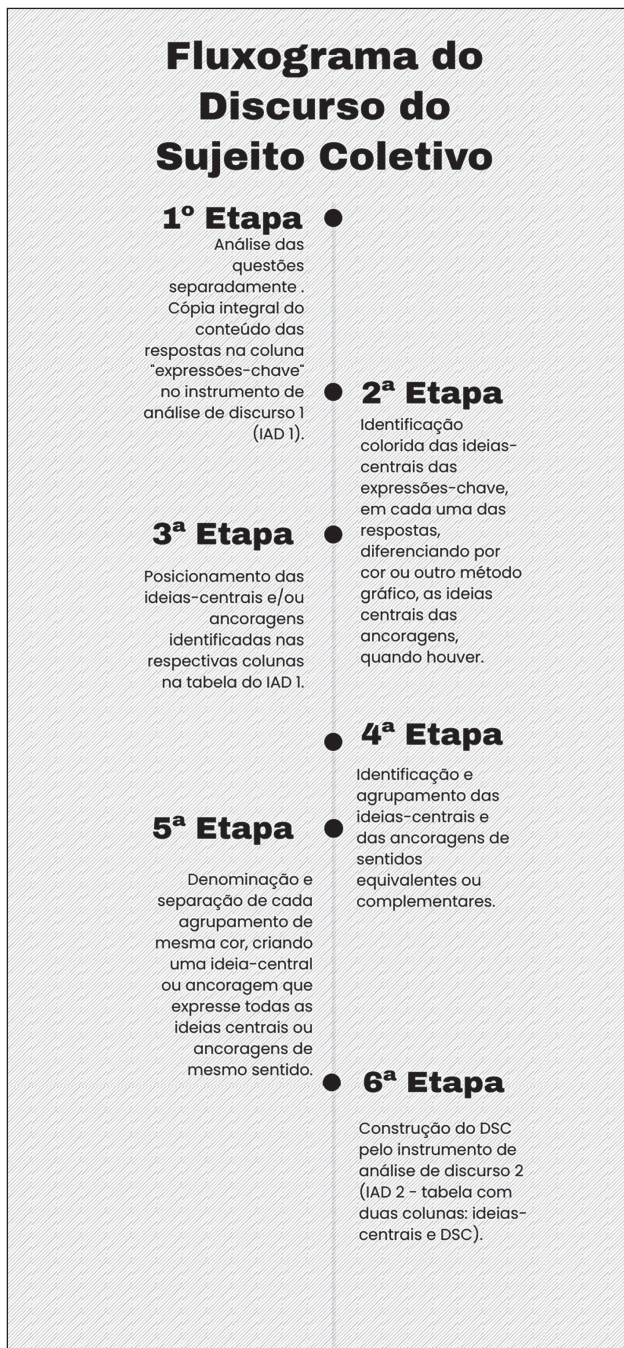 Fluxograma do
Discurso do
Sujeito Coletivo
1º Etapa
Análise das
questões
separadamente .
Cópia integral do
conteúdo das
respostas na coluna
"expressões-chave"
no instrumento de
análise de discurso 1
(IAD 1).
2ª Etapa
Identificação
colorida das ideias-
centrais das
expressões-chave,
em cada uma das
respostas,
diferenciando por
cor ou outro método
gráfico, as ideias
centrais das
ancoragens,
quando houver.
3ª Etapa
Posicionamento das
ideias-centrais e/ou
ancoragens
identificadas nas
respectivas colunas
na tabela do IAD 1.
4ª Etapa
Identificação e
agrupamento das
ideias-centrais e
das ancoragens de
sentidos
equivalentes ou
complementares.
5ª Etapa
Denominação e
separação de cada
agrupamento de
mesma cor, criando
uma ideia-central
ou ancoragem que
expresse todas as
ideias centrais ou
ancoragens de
mesmo sentido.
6ª Etapa
Construção do DSC
pelo instrumento de
análise de discurso 2
(IAD 2 - tabela com
duas colunas: ideias-
centrais e DSC).